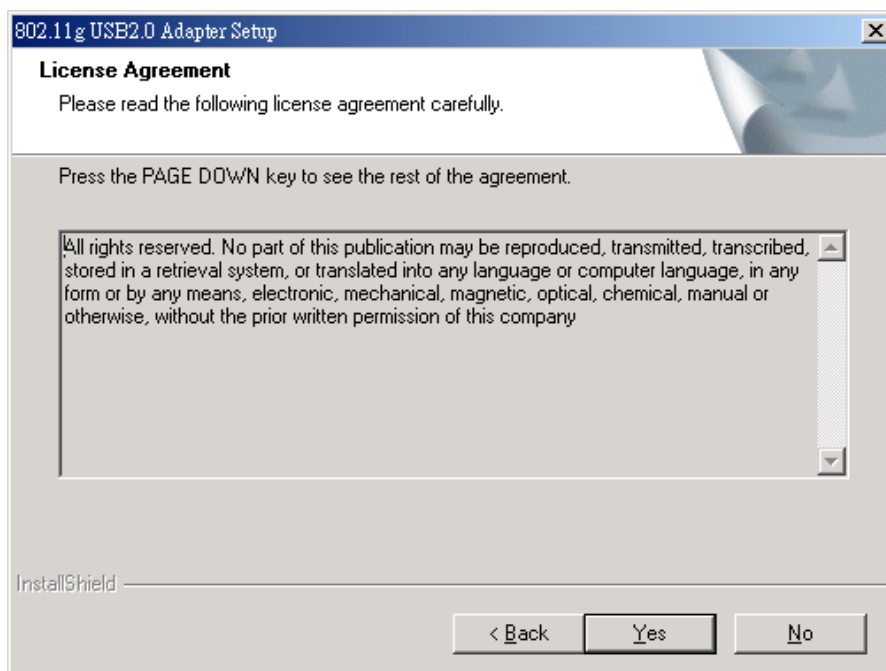 802.11g USB2.0 Adapter Setup
License Agreement
Please read the following license agreement carefully.
Press the PAGE DOWN key to see the rest of the agreement.
All rights reserved. No part of this publication may be reproduced, transmitted, transcribed,
stored in a retrieval system, or translated into any language or computer language, in any
form or by any means, electronic, mechanical, magnetic, optical, chemical, manual or
otherwise, without the prior written permission of this company
InstallShield
< Back
Yes
No